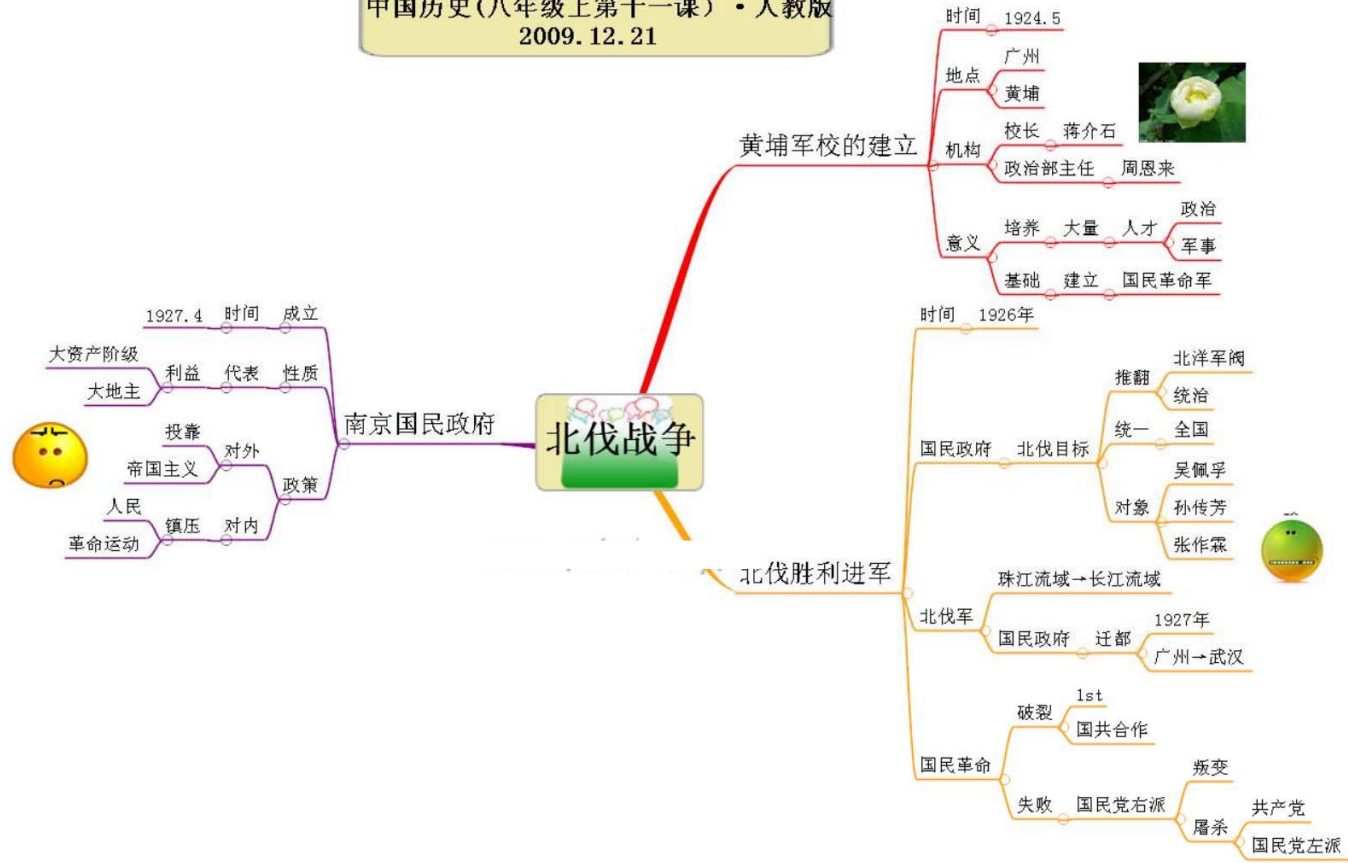 中国历史(八年级上第十一课）·人教版
2009.12.21
北伐战争
黄埔军校的建立
时间 1924.5
地点
广州
黄埔
机构
校长 蒋介石
政治部主任 周恩来
意义
培养 大量 人才
政治
军事
基础 建立 国民革命军
北伐胜利进军
时间 1926年
国民政府 北伐目标
推翻
北洋军阀
统治
统一 全国
对象
吴佩孚
孙传芳
张作霖
北伐军
珠江流域→长江流域
国民政府 迁都
1927年
广州→武汉
国民革命
破裂
1st
国共合作
失败 国民党右派
叛变
屠杀
共产党
国民党左派
南京国民政府
1927.4 时间 成立
大资产阶级
大地主
利益 代表 性质
投靠
帝国主义
对外
政策
人民
革命运动
镇压 对内